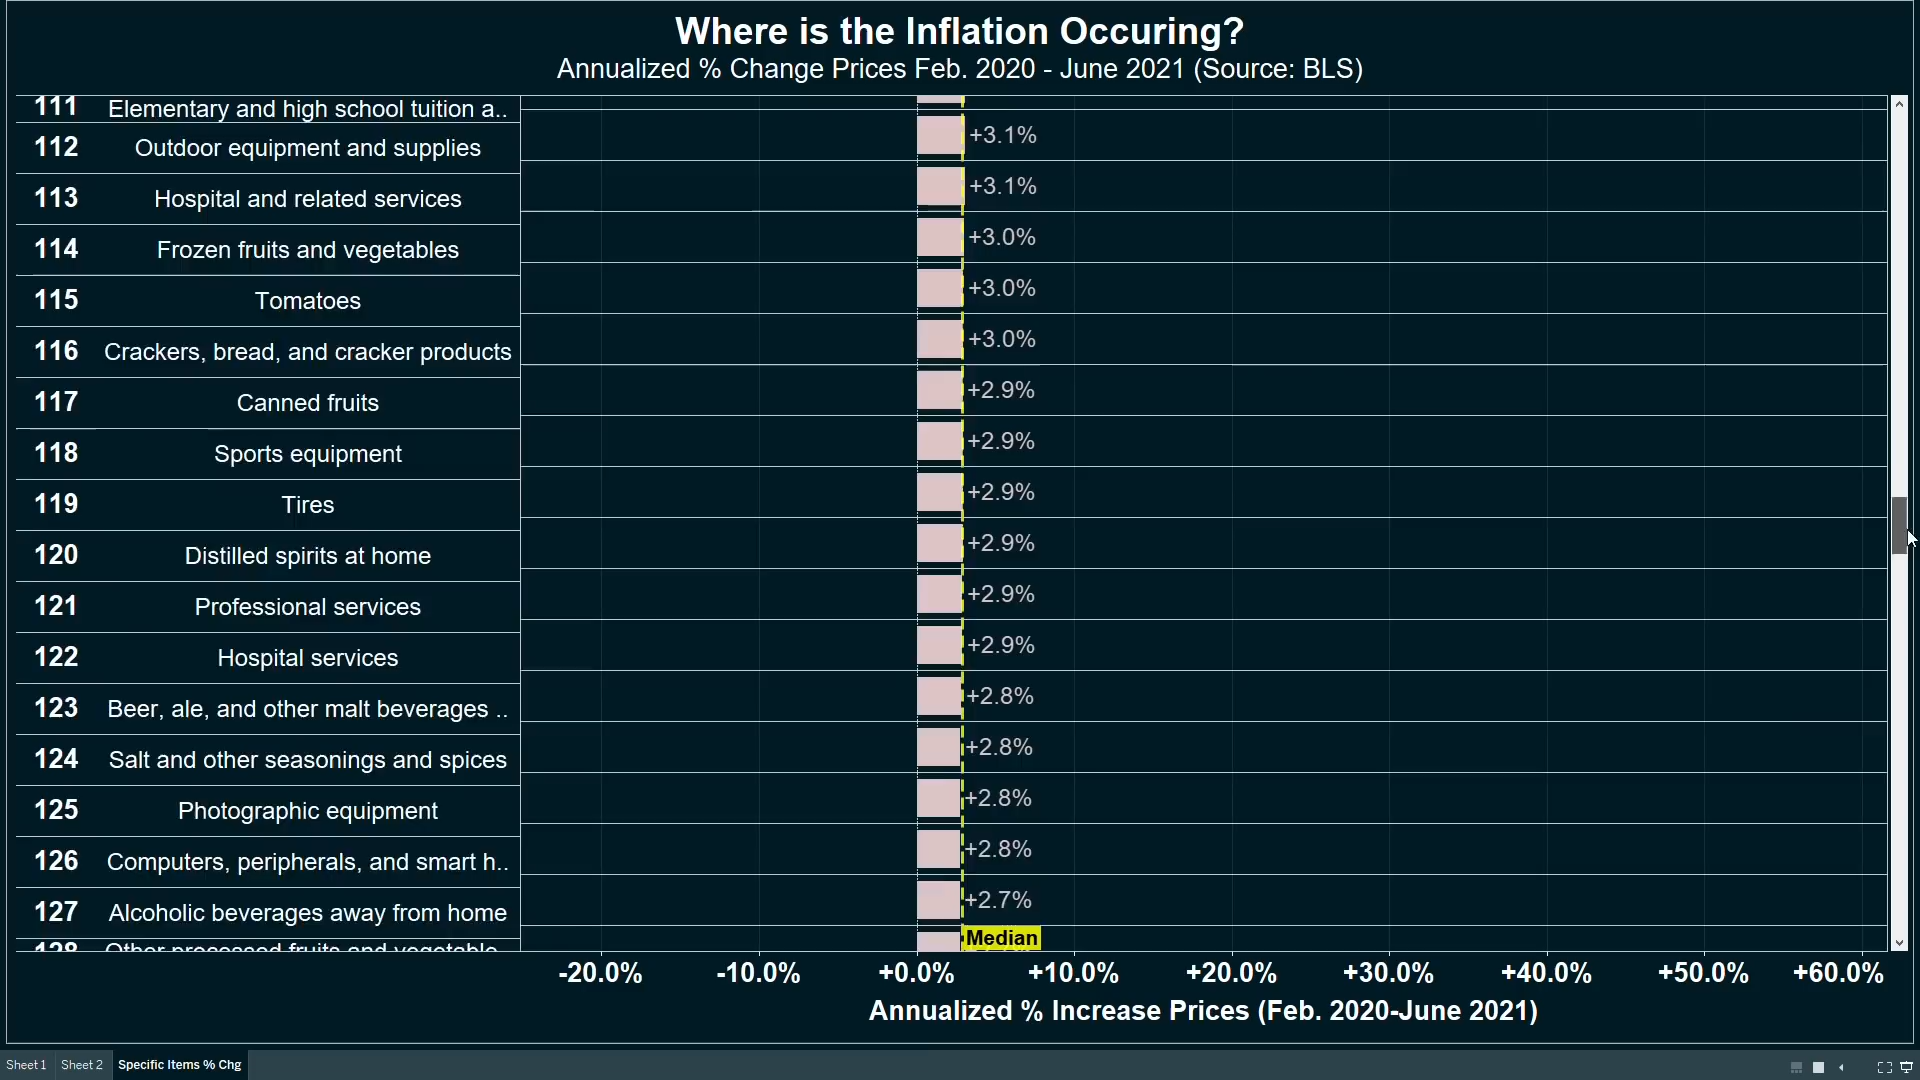 Where is the Inflation Occuring?
Annualized % Change Prices Feb. 2020 - June 2021 (Source: BLS)
111 Elementary and high school tuition a..
112 Outdoor equipment and supplies +3.1%
113 Hospital and related services +3.1%
114 Frozen fruits and vegetables +3.0%
115 Tomatoes +3.0%
116 Crackers, bread, and cracker products +3.0%
117 Canned fruits +2.9%
118 Sports equipment +2.9%
119 Tires +2.9%
120 Distilled spirits at home +2.9%
121 Professional services +2.9%
122 Hospital services +2.9%
123 Beer, ale, and other malt beverages .. +2.8%
124 Salt and other seasonings and spices +2.8%
125 Photographic equipment +2.8%
126 Computers, peripherals, and smart h.. +2.8%
127 Alcoholic beverages away from home +2.7%
128 Other processed fruits and vegetable.. Median
-20.0% -10.0% +0.0% +10.0% +20.0% +30.0% +40.0% +50.0% +60.0%
Annualized % Increase Prices (Feb. 2020-June 2021)
Sheet 1 Sheet 2 Specific Items % Chg